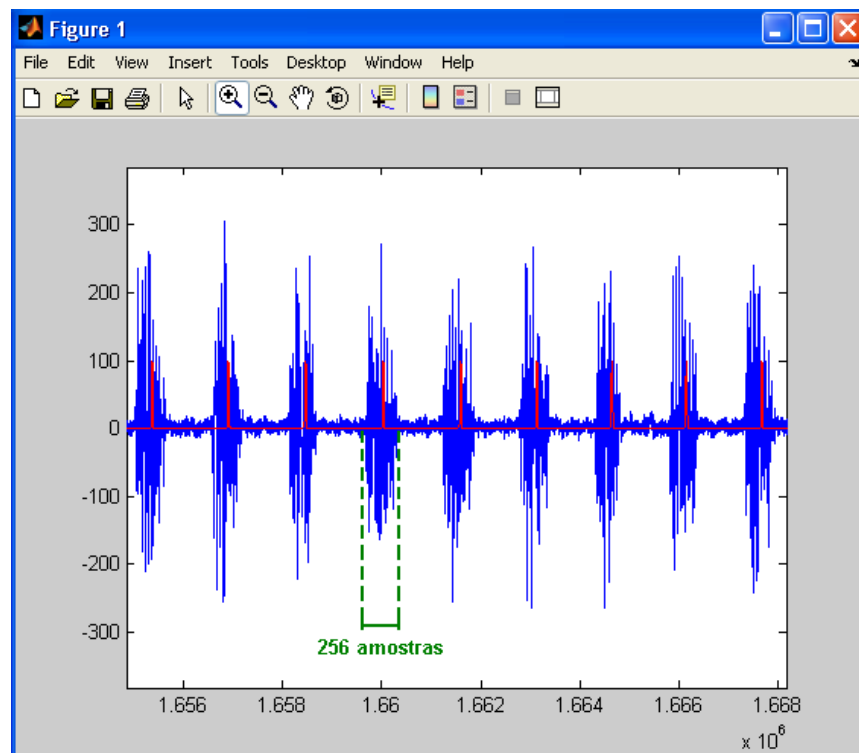 Figure 1
File Edit View Insert Tools Desktop Window Help
300
200
100
0
-100
-200
-300
256 amostras
1.656 1.658 1.66 1.662 1.664 1.666 1.668
x 10^6